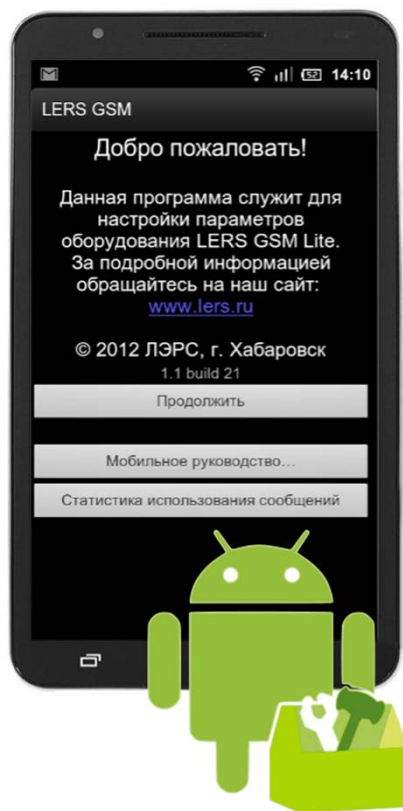 52 14:10
LERS GSM
Добро пожаловать!
Данная программа служит для
настройки параметров
оборудования LERS GSM Lite.
За подробной информацией
обращайтесь на наш сайт:
www.lers.ru
© 2012 ЛЭРС, г. Хабаровск
1.1 build 21
Продолжить
Мобильное руководство...
Статистика использования сообщений